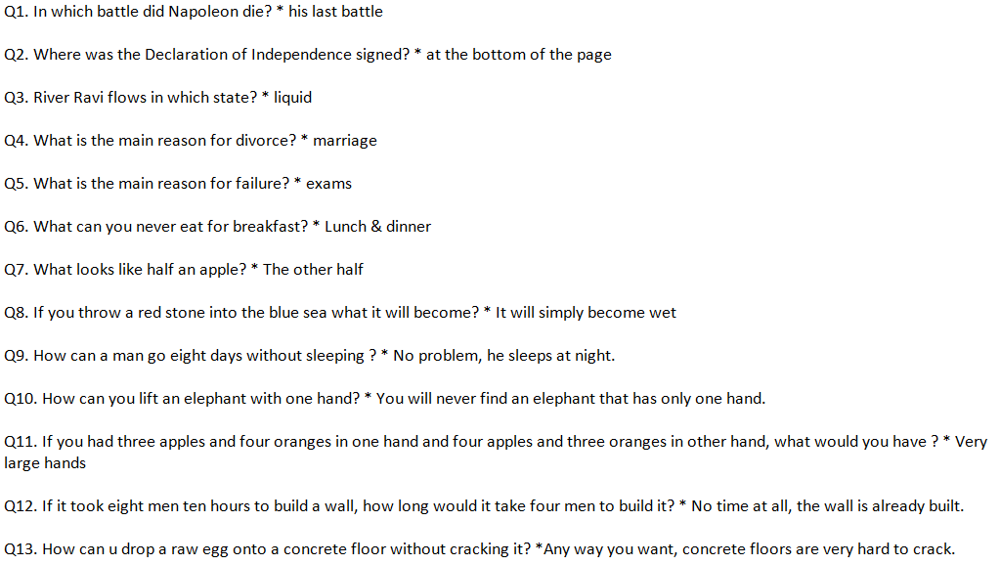 Q1. In which battle did Napoleon die? * his last battle
Q2. Where was the Declaration of Independence signed? * at the bottom of the page
Q3. River Ravi flows in which state? * liquid
Q4. What is the main reason for divorce? * marriage
Q5. What is the main reason for failure? * exams
Q6. What can you never eat for breakfast? * Lunch & dinner
Q7. What looks like half an apple? * The other half
Q8. If you throw a red stone into the blue sea what it will become? * It will simply become wet
Q9. How can a man go eight days without sleeping ? * No problem, he sleeps at night.
Q10. How can you lift an elephant with one hand? * You will never find an elephant that has only one hand.
Q11. If you had three apples and four oranges in one hand and four apples and three oranges in other hand, what would you have ? * Very
large hands
Q12. If it took eight men ten hours to build a wall, how long would it take four men to build it? * No time at all, the wall is already built.
Q13. How can u drop a raw egg onto a concrete floor without cracking it? *Any way you want, concrete floors are very hard to crack.